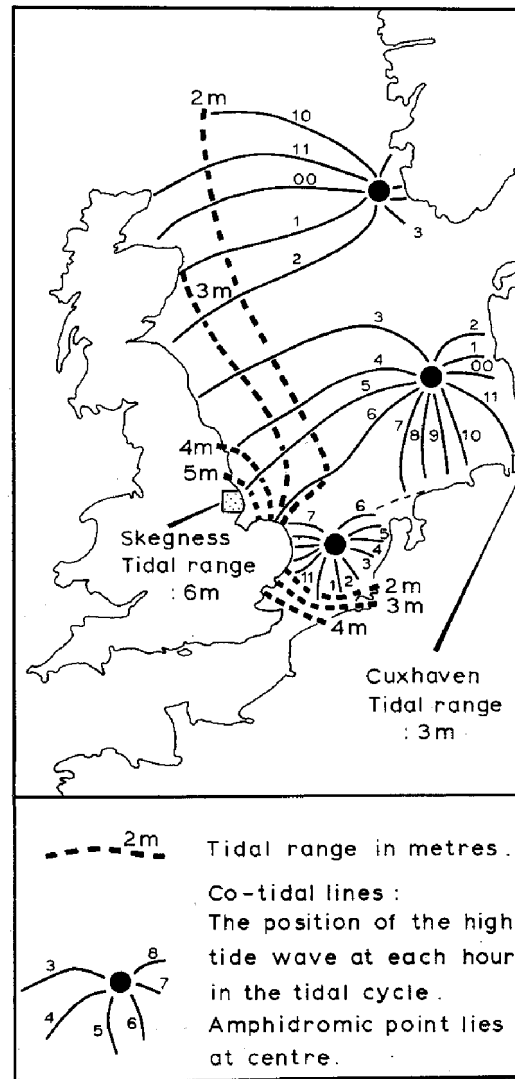 2m
10
11
00
1
2
3
3m
3
2
1
00
11
4
5
6
7
8
9
10
4m
5m
7
6
5
4
3
2
1
11
2m
3m
4m
Skegness
Tidal range
: 6m
Cuxhaven
Tidal range
: 3m
2m
Tidal range in metres.
Co-tidal lines :
The position of the high
tide wave at each hour
in the tidal cycle.
Amphidromic point lies
at centre.
3
8
7
4
5
6